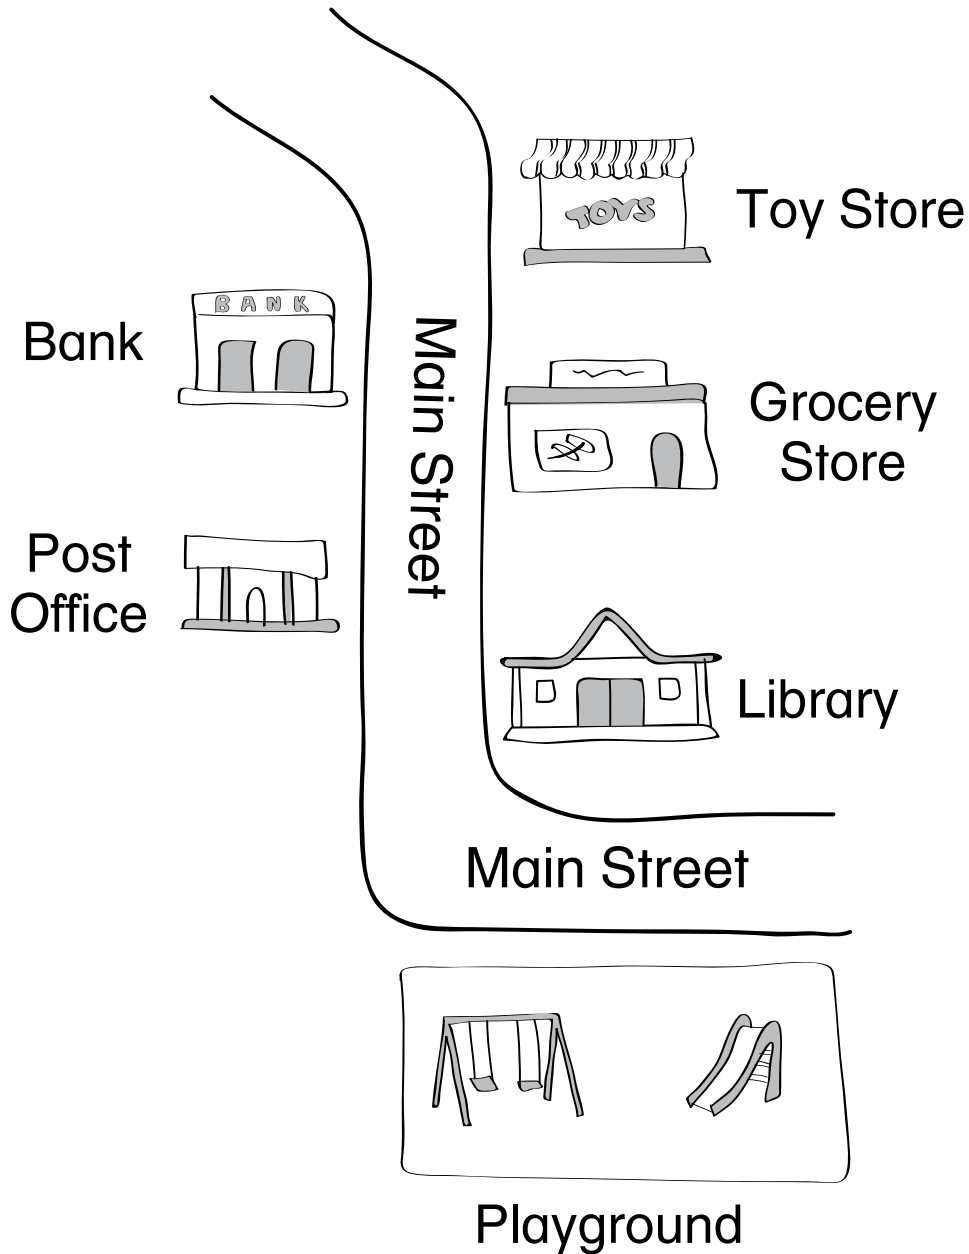 TOYS
Toy Store
BANK
Bank
Main Street
Grocery
Store
Post
Office
Library
Main Street
Playground